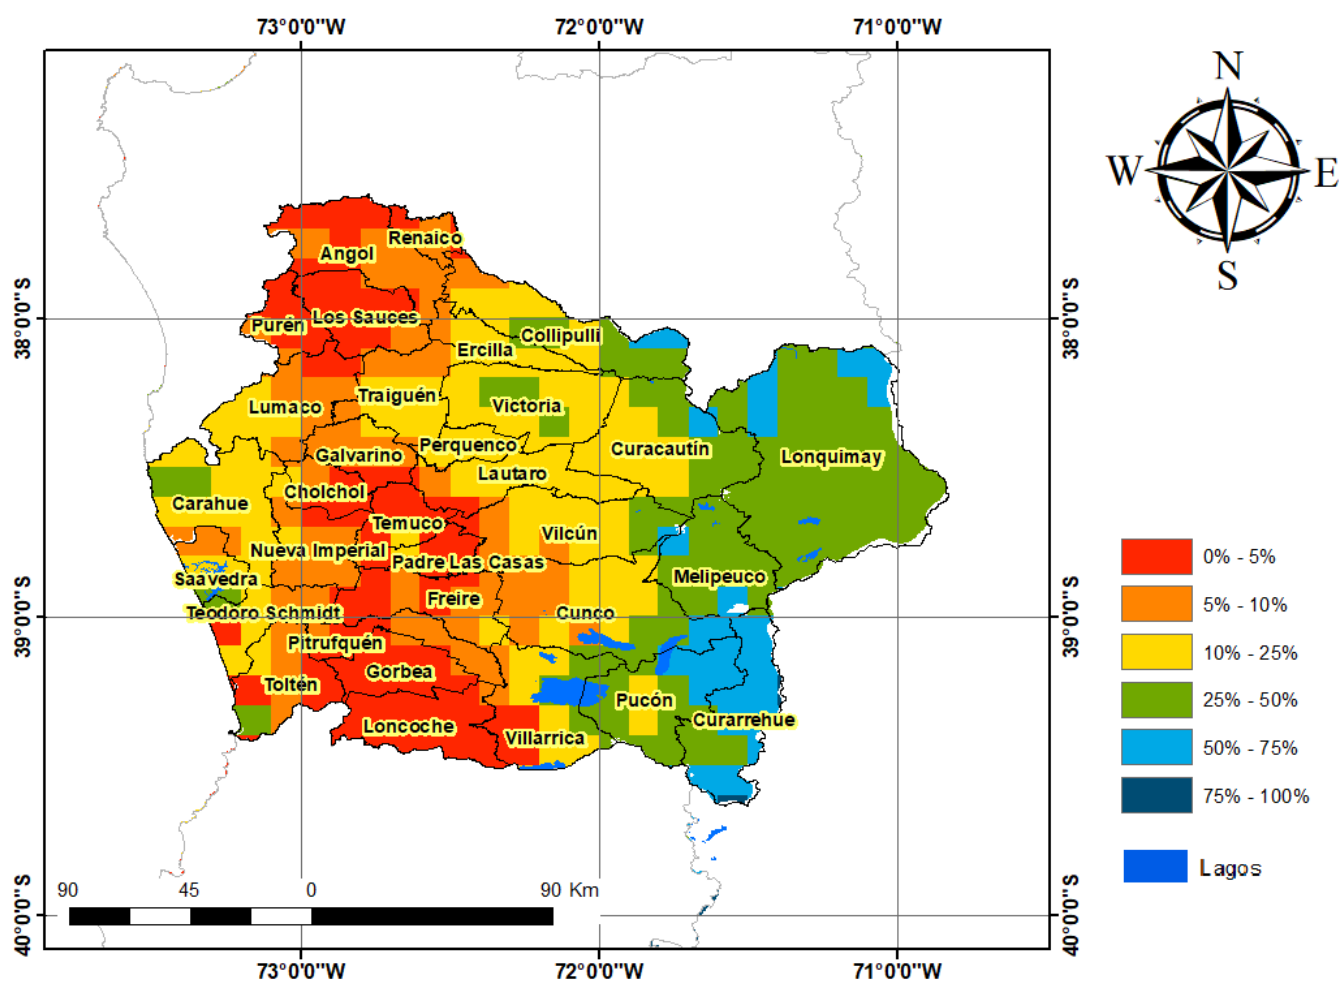 73°0'0"W 72°0'0"W 71°0'0"W
N
W E
S
38°0'0"S 38°0'0"S
39°0'0"S 39°0'0"S
40°0'0"S 40°0'0"S
Renaico
Angol
Los Sauces
Purén
Collipulli
Ercilla
Traiguén
Lumaco
Victoria
Perquenco
Curacautín
Lonquimay
Galvarino
Lautaro
Cholchol
Carahue
Temuco
Vilcún
Nueva Imperial
Padre Las Casas
Saavedra
Melipeuco
Freire
Teodoro Schmidt
Cunco
Pitrufquén
Gorbea
Toltén
Pucón
Curarrehue
Loncoche
Villarrica
0% - 5%
5% - 10%
10% - 25%
25% - 50%
50% - 75%
75% - 100%
Lagos
90 45 0 90 Km
73°0'0"W 72°0'0"W 71°0'0"W